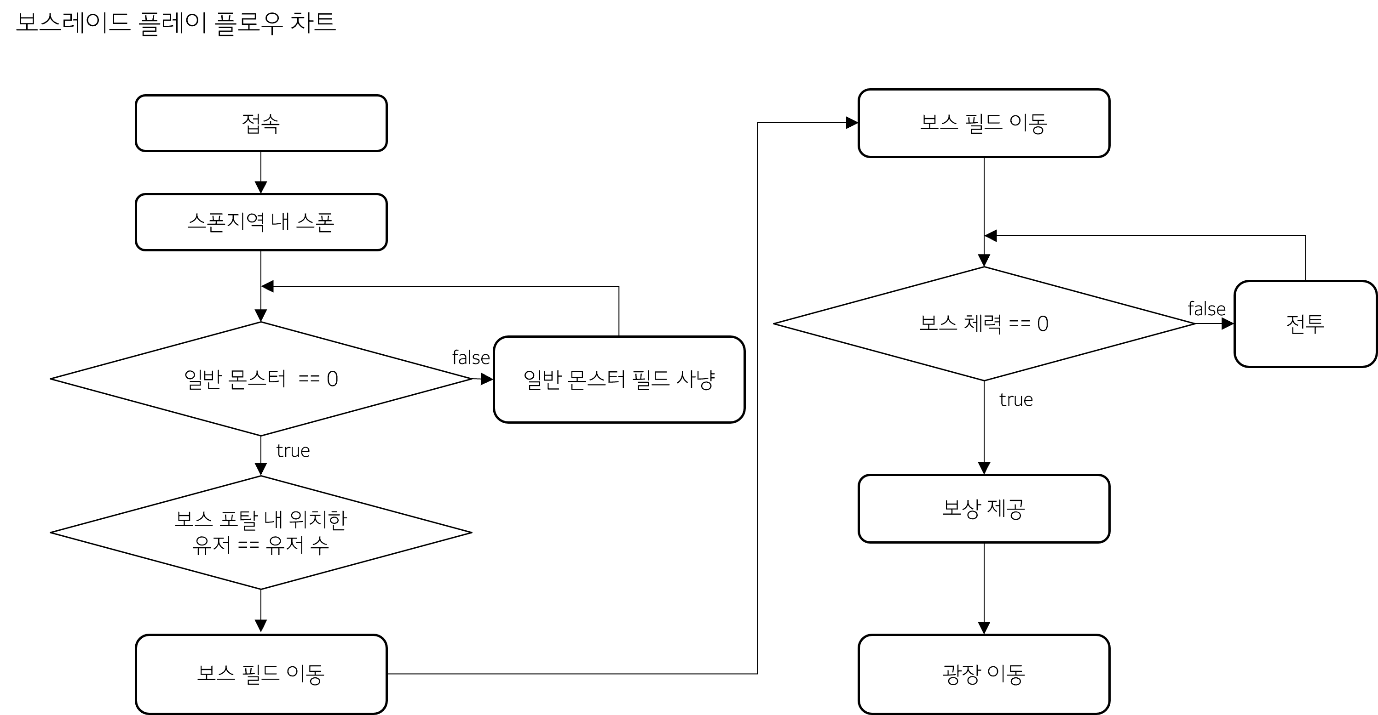 보스레이드 플레이 플로우 차트
접속
스폰지역 내 스폰
일반 몬스터 == 0
false
일반 몬스터 필드 사냥
true
보스 포탈 내 위치한
유저 == 유저 수
보스 필드 이동
보스 필드 이동
보스 체력 == 0
false
전투
true
보상 제공
광장 이동